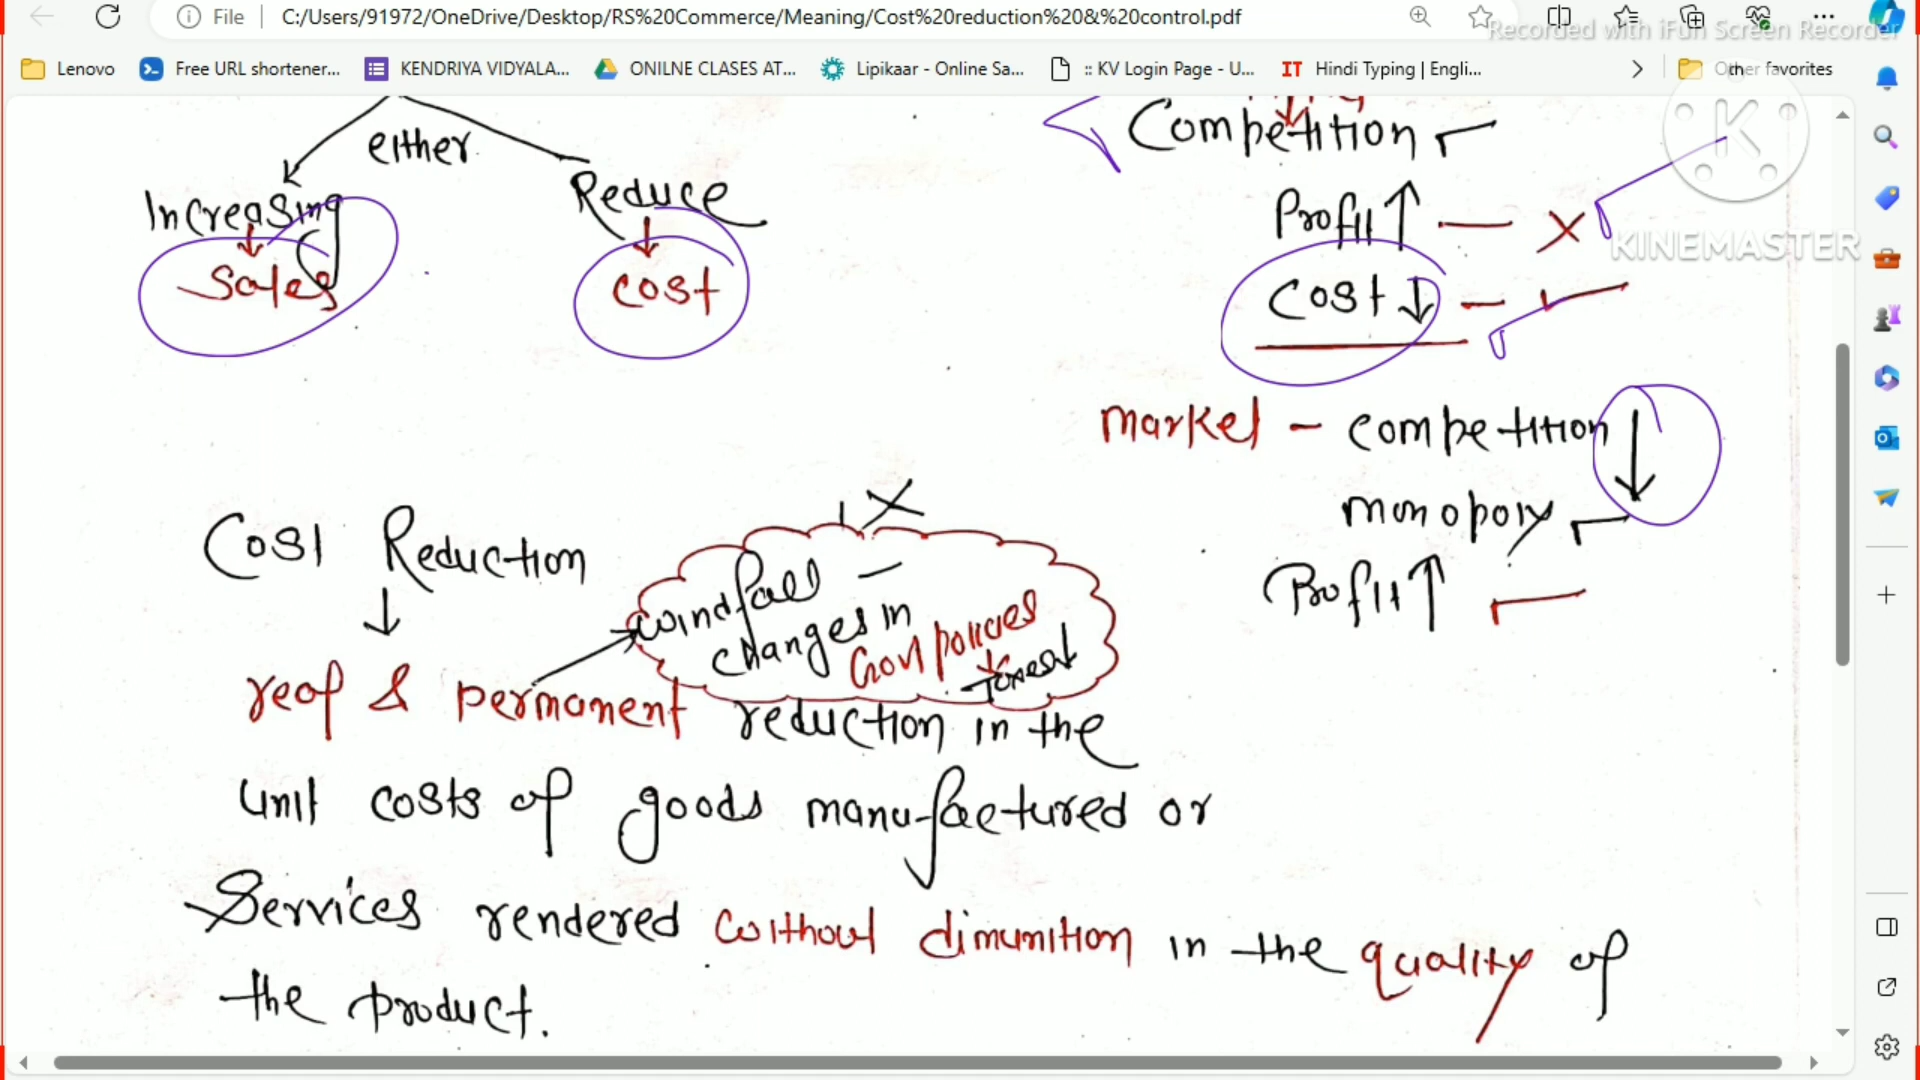 File
C:/Users/91972/OneDrive/Desktop/RS%20Commerce/Meaning/Cost%20reduction%20&%20control.pdf
Recorded with iFun Screen Recorder
Lenovo
Free URL shortener...
KENDRIYA VIDYALA...
ONILNE CLASES AT...
Lipikaar - Online Sa...
:: KV Login Page - U...
IT Hindi Typing | Engli...
Other favorites
K
KINEMASTER
either
Increasing
Sales
Reduce
Cost
Competition
Profit ↑ — ×
Cost ↓ —
Market - competition ↓
monopoly
Profit ↑
Cost Reduction
windfall -
changes in
Govt policies
real & permanent reduction in the
unit costs of goods manufactured or
Services rendered without dimunition in the quality of
the product.